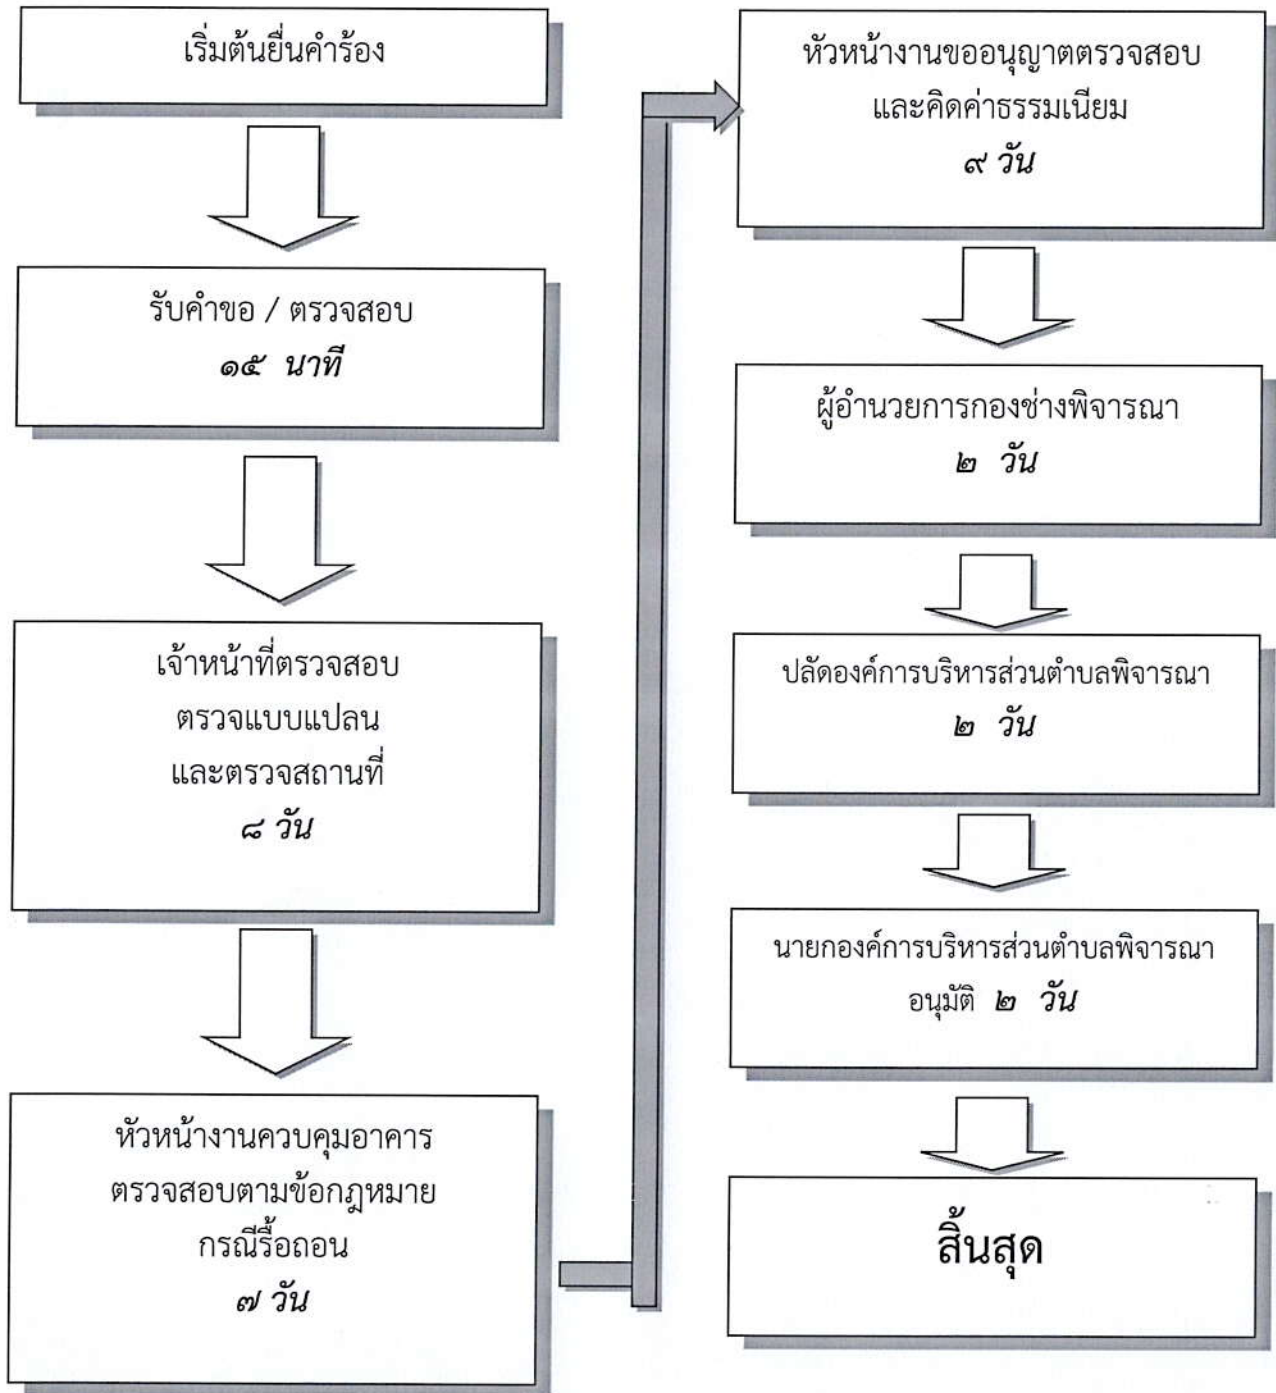 เริ่มต้นยื่นคำร้อง
รับคำขอ / ตรวจสอบ
๑๕ นาที
เจ้าหน้าที่ตรวจสอบ
ตรวจแบบแปลน
และตรวจสถานที่
๘ วัน
หัวหน้างานควบคุมอาคาร
ตรวจสอบตามข้อกฎหมาย
กรณีรื้อถอน
๗ วัน
หัวหน้างานขออนุญาตตรวจสอบ
และคิดค่าธรรมเนียม
๙ วัน
ผู้อำนวยการกองช่างพิจารณา
๒ วัน
ปลัดองค์การบริหารส่วนตำบลพิจารณา
๒ วัน
นายกองค์การบริหารส่วนตำบลพิจารณา
อนุมัติ ๒ วัน
สิ้นสุด